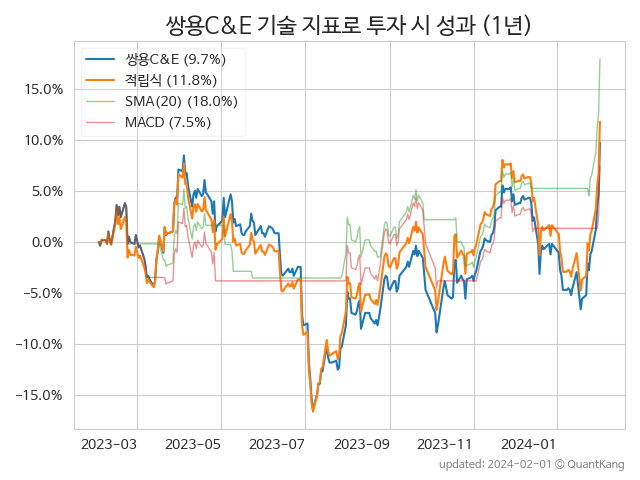 쌍용C&E 기술 지표로 투자 시 성과 (1년)
쌍용C&E (9.7%)
적립식 (11.8%)
SMA(20) (18.0%)
MACD (7.5%)
15.0%
10.0%
5.0%
0.0%
−5.0%
−10.0%
−15.0%
2023-03 2023-05 2023-07 2023-09 2023-11 2024-01
updated: 2024-02-01 © QuantKang